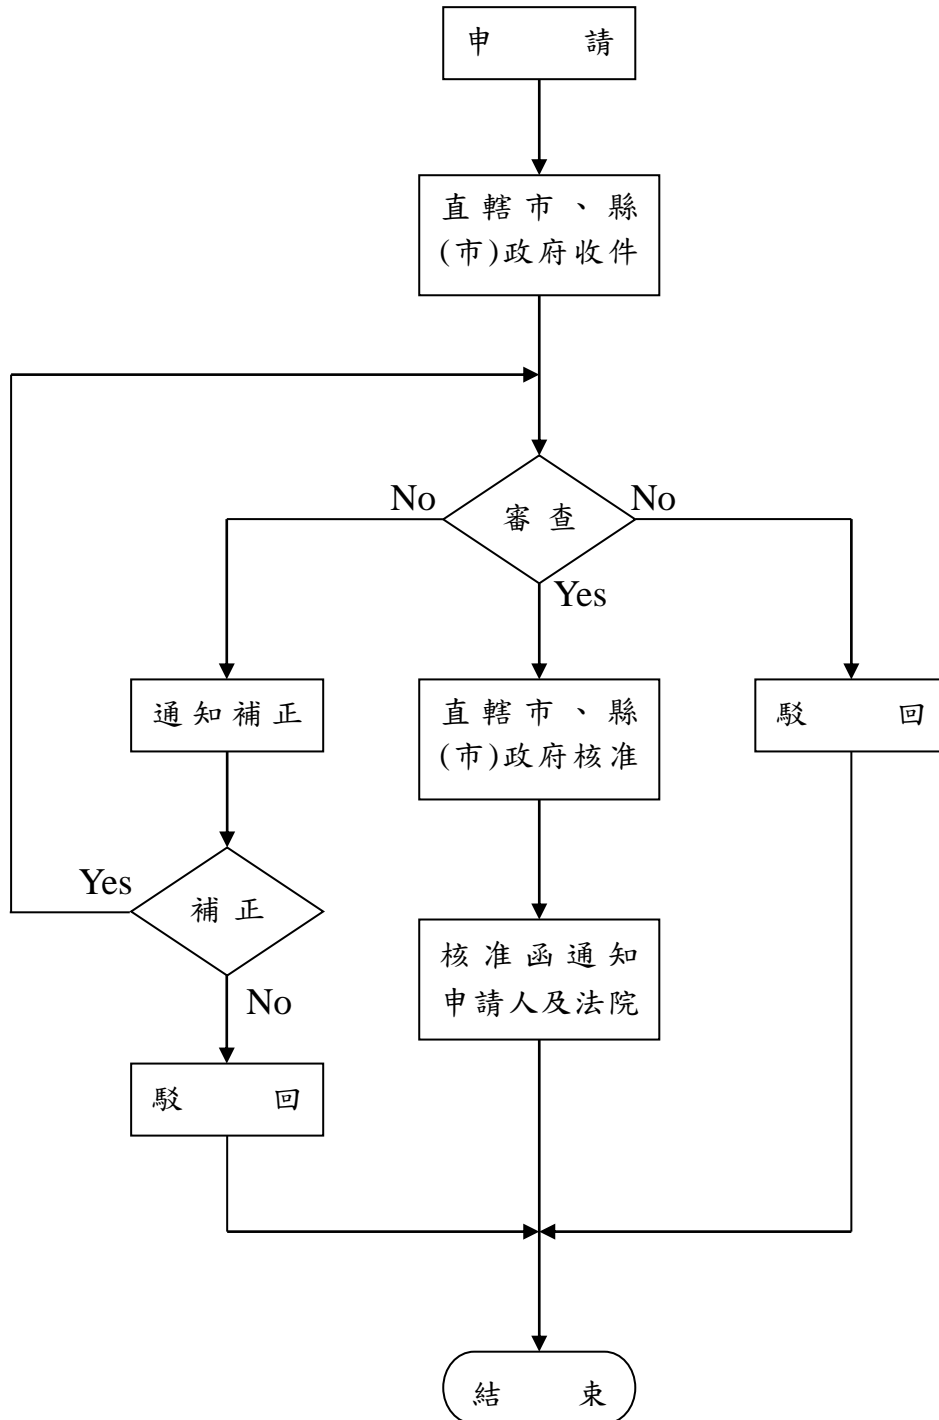 申請
直轄市、縣
(市)政府收件
No
No
審查
Yes
通知補正
直轄市、縣
(市)政府核准
駁回
Yes
補正
核准函通知
申請人及法院
No
駁回
結束